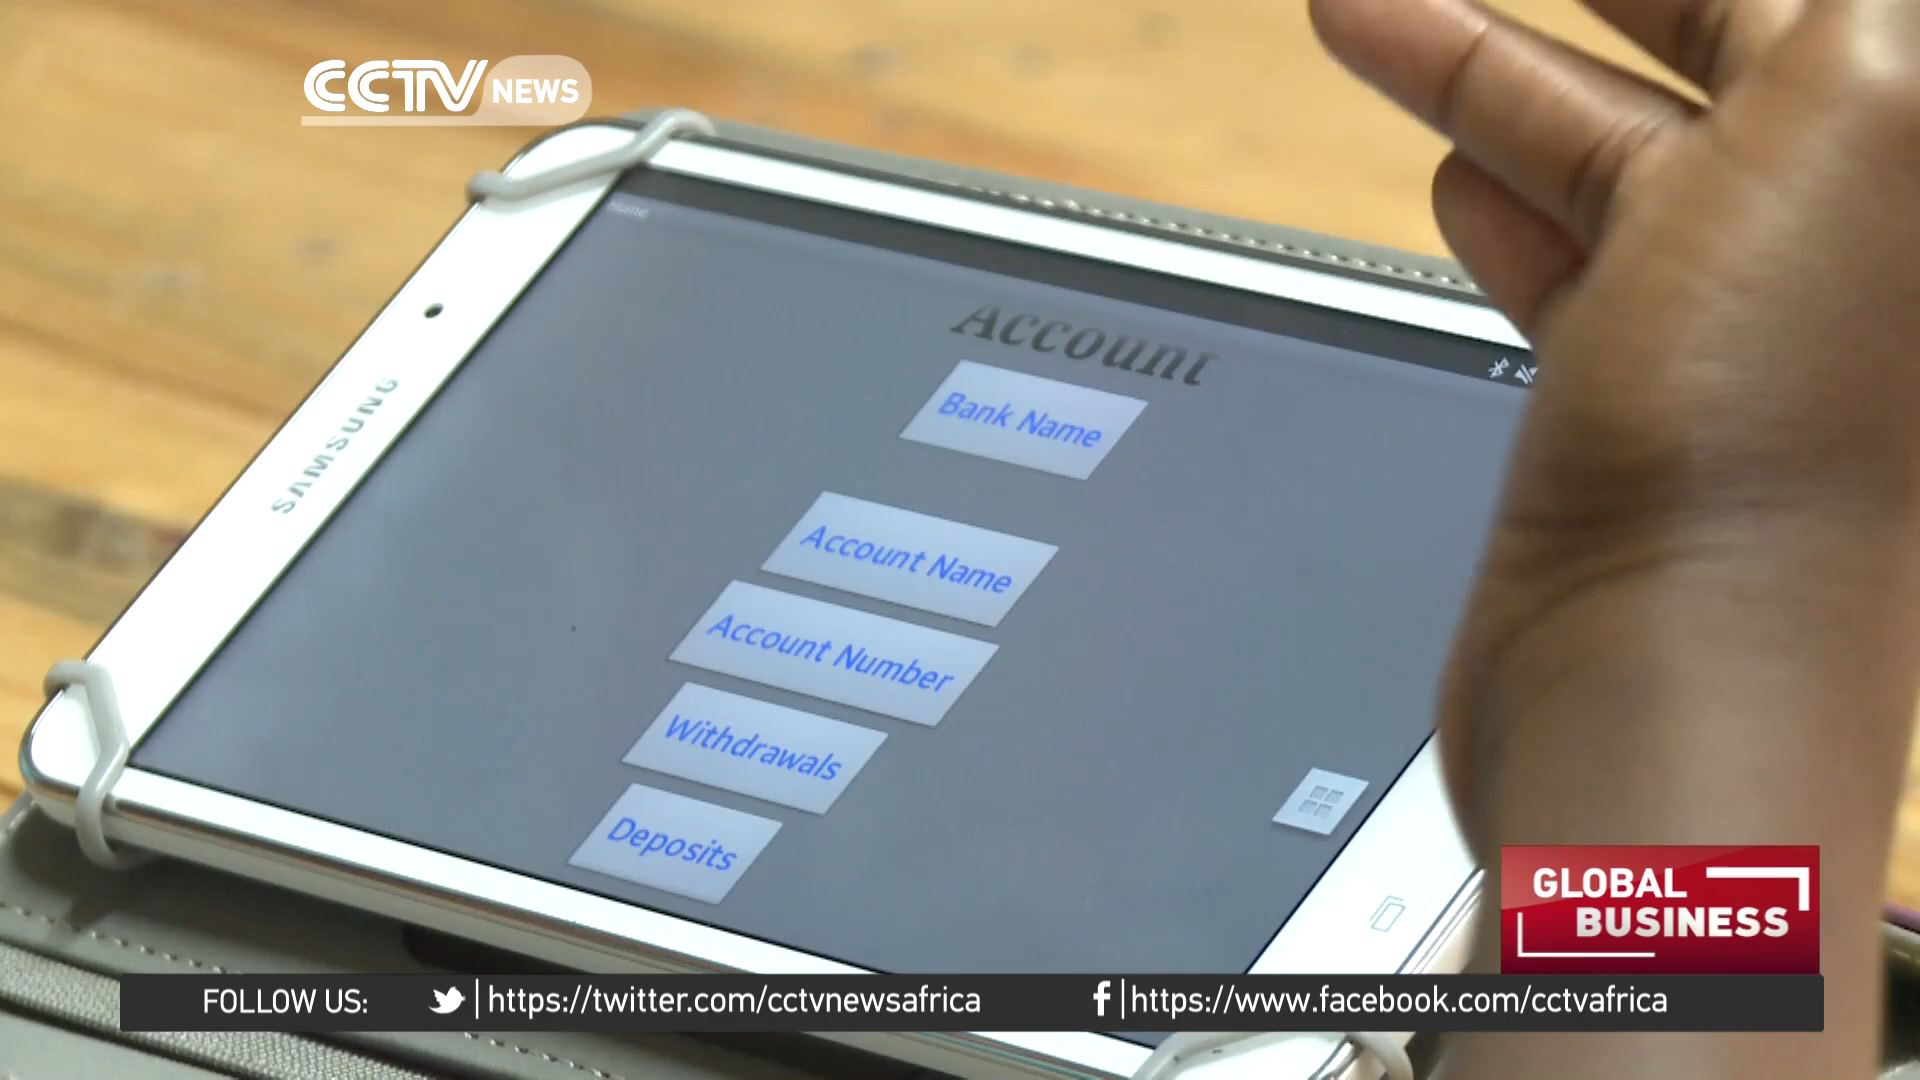 CCTV NEWS
Home
Account
Bank Name
SAMSUNG
Account Name
Account Number
Withdrawals
Deposits
GLOBAL
BUSINESS
FOLLOW US: https://twitter.com/cctvnewsafrica https://www.facebook.com/cctvafrica